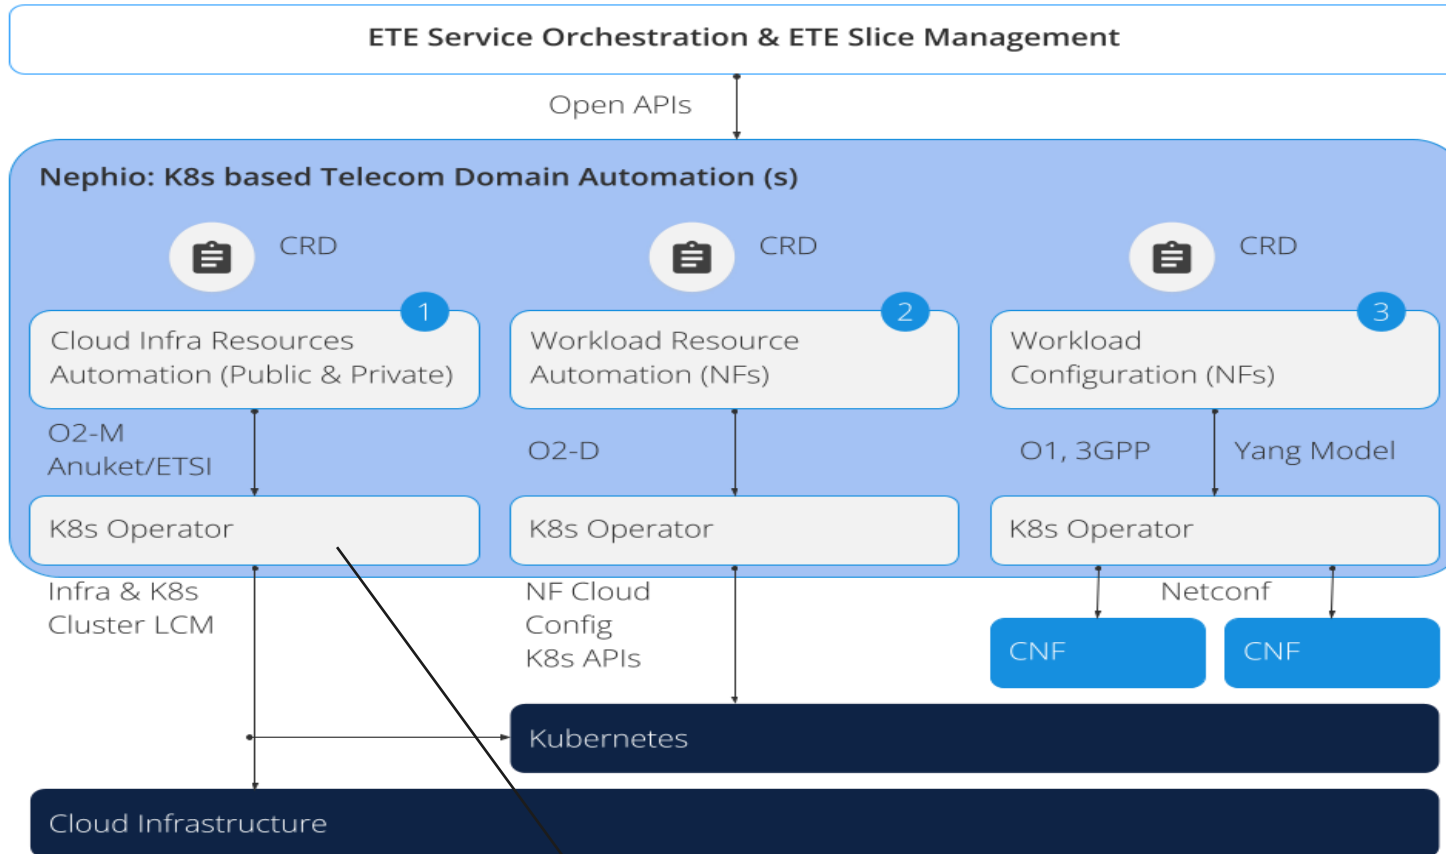 ETE Service Orchestration & ETE Slice Management
Open APIs
Nephio: K8s based Telecom Domain Automation (s)
CRD
CRD
CRD
1
2
3
Cloud Infra Resources
Automation (Public & Private)
Workload Resource
Automation (NFs)
Workload
Configuration (NFs)
O2-M
Anuket/ETSI
O2-D
O1, 3GPP
Yang Model
K8s Operator
K8s Operator
K8s Operator
Infra & K8s
Cluster LCM
NF Cloud
Config
K8s APIs
Netconf
CNF
CNF
Kubernetes
Cloud Infrastructure